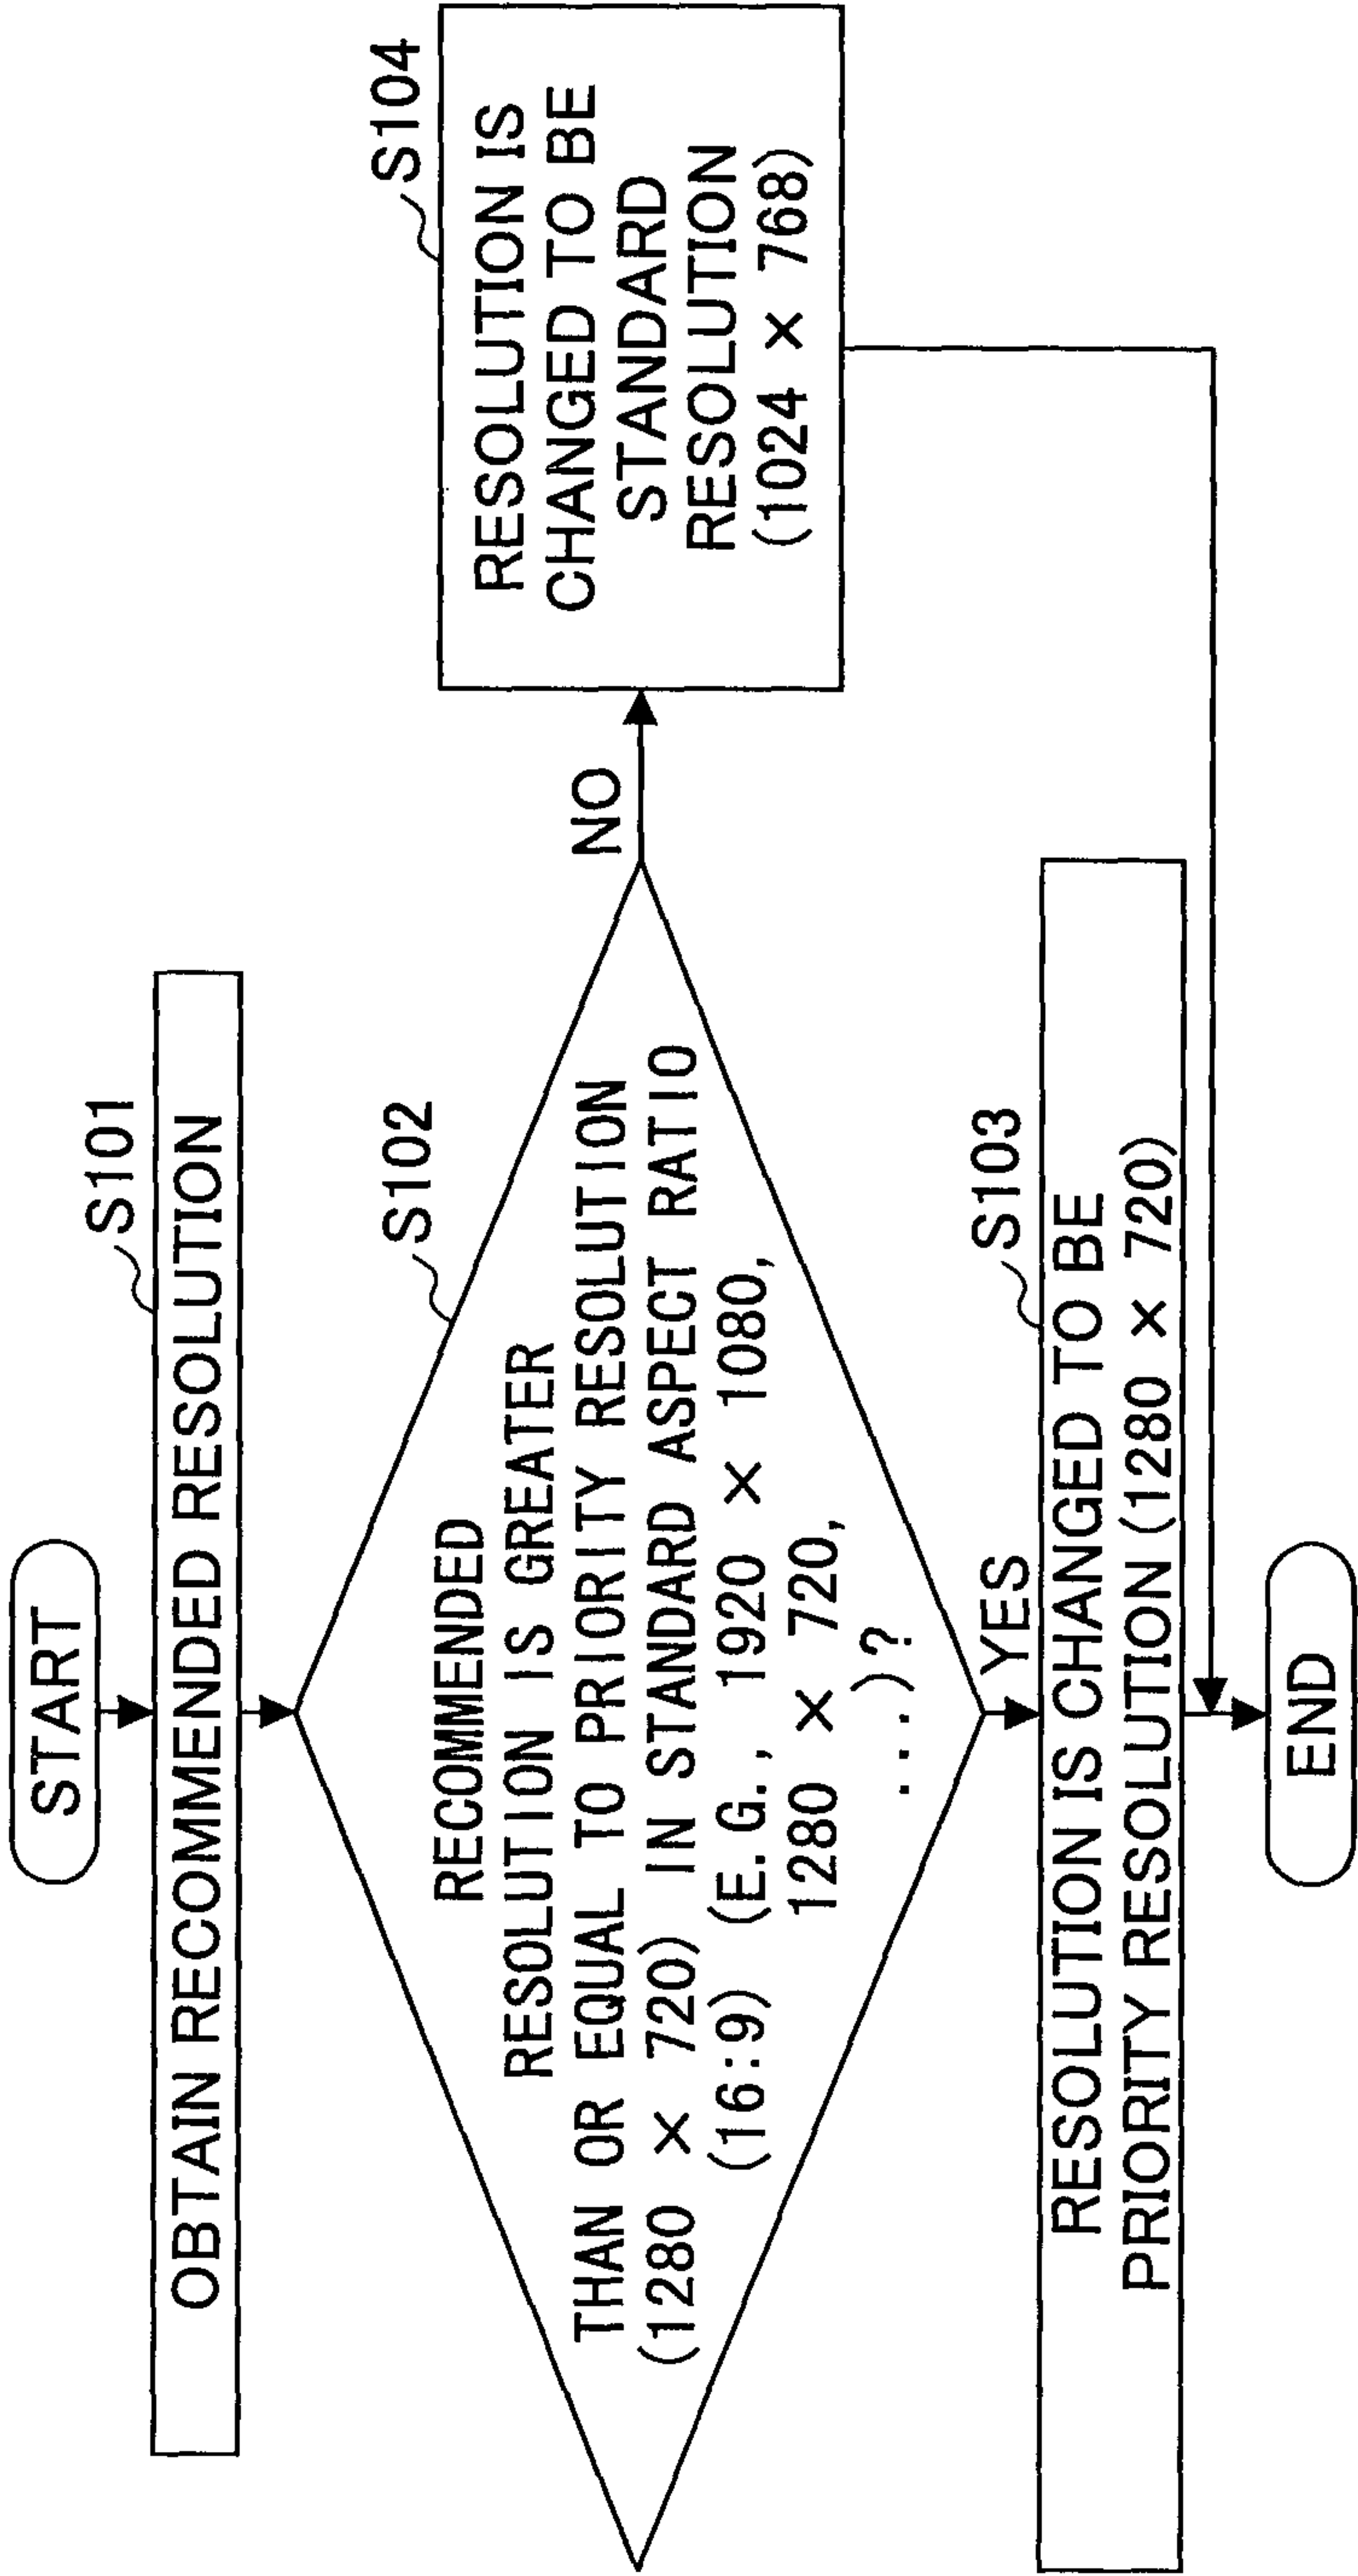 START
S101
OBTAIN RECOMMENDED RESOLUTION
S102
RECOMMENDED
RESOLUTION IS GREATER
THAN OR EQUAL TO PRIORITY RESOLUTION
(1280 × 720) IN STANDARD ASPECT RATIO
(16:9) (E.G., 1920 × 1080,
1280 × 720,
...)?
NO
S104
RESOLUTION IS
CHANGED TO BE
STANDARD
RESOLUTION
(1024 × 768)
YES
S103
RESOLUTION IS CHANGED TO BE
PRIORITY RESOLUTION (1280 × 720)
END